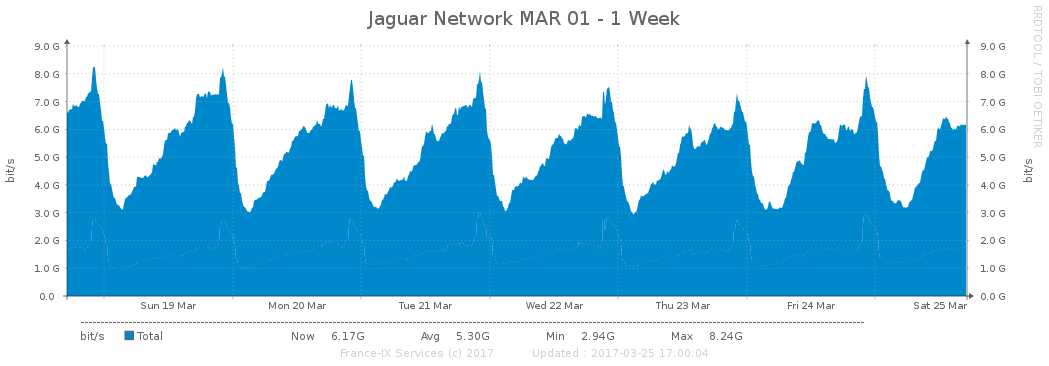 Jaguar Network MAR 01 - 1 Week
RRDTOOL / TOBI OETIKER
bit/s
9.0 G
8.0 G
7.0 G
6.0 G
5.0 G
4.0 G
3.0 G
2.0 G
1.0 G
0.0
9.0 G
8.0 G
7.0 G
6.0 G
5.0 G
4.0 G
3.0 G
2.0 G
1.0 G
0.0 G
bit/s
Sun 19 Mar Mon 20 Mar Tue 21 Mar Wed 22 Mar Thu 23 Mar Fri 24 Mar Sat 25 Mar
bit/s Total Now 6.17G Avg 5.30G Min 2.94G Max 8.24G
France-IX Services (c) 2017 Updated : 2017-03-25 17:00:04